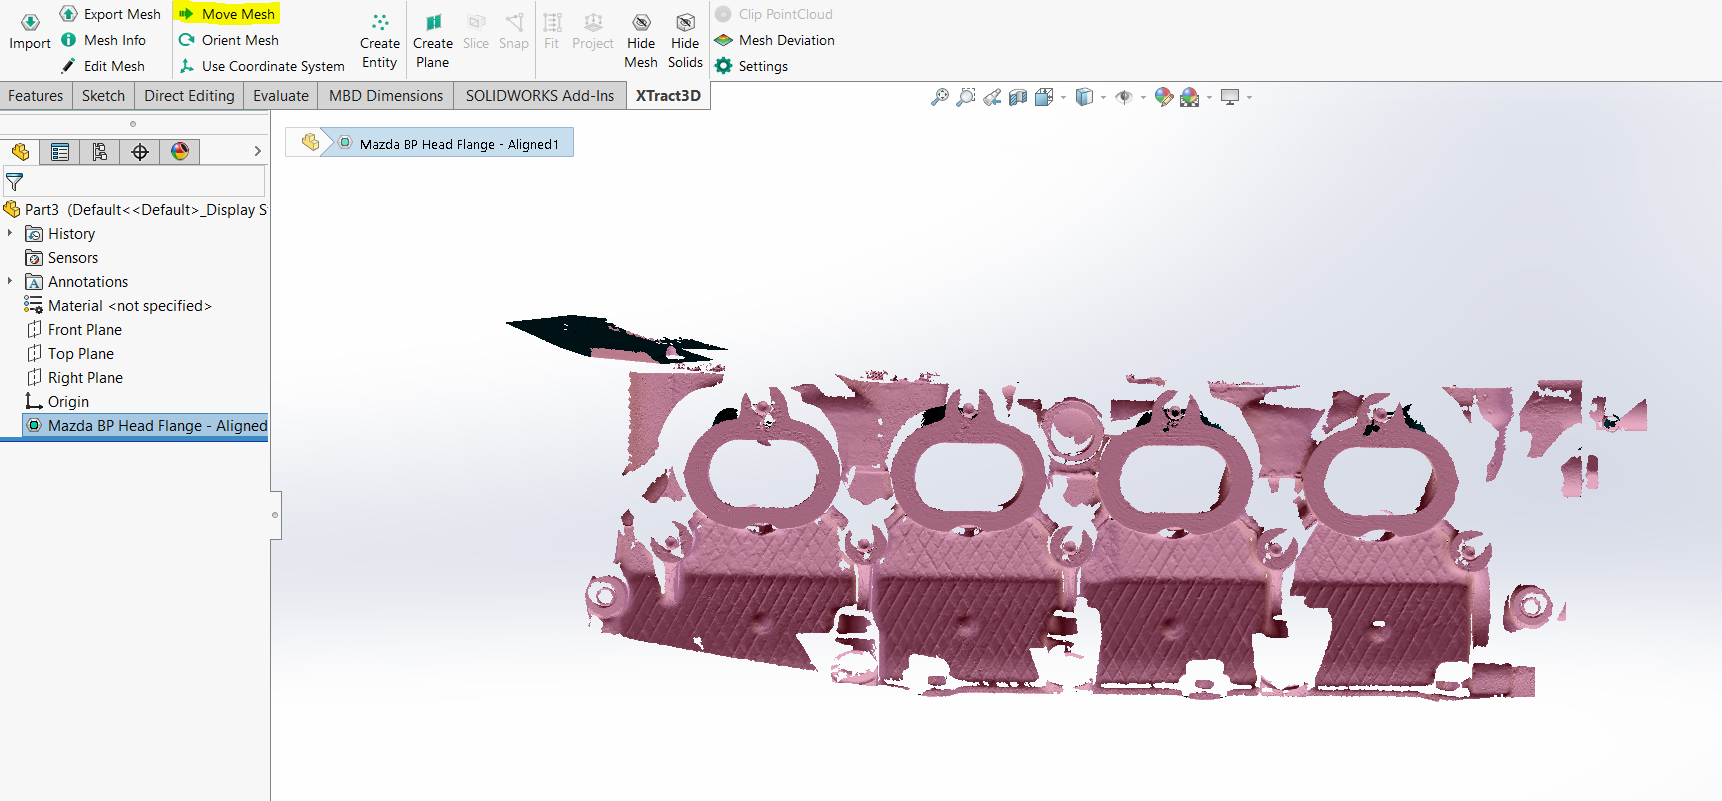 Import
Export Mesh
Mesh Info
Edit Mesh
Move Mesh
Orient Mesh
Use Coordinate System
Create
Entity
Create
Plane
Slice
Snap
Fit
Project
Hide
Mesh
Hide
Solids
Clip PointCloud
Mesh Deviation
Settings
Features
Sketch
Direct Editing
Evaluate
MBD Dimensions
SOLIDWORKS Add-Ins
XTract3D
Mazda BP Head Flange - Aligned1
Part3 (Default<<Default>_Display S
History
Sensors
A Annotations
Material <not specified>
Front Plane
Top Plane
Right Plane
Origin
Mazda BP Head Flange - Aligned